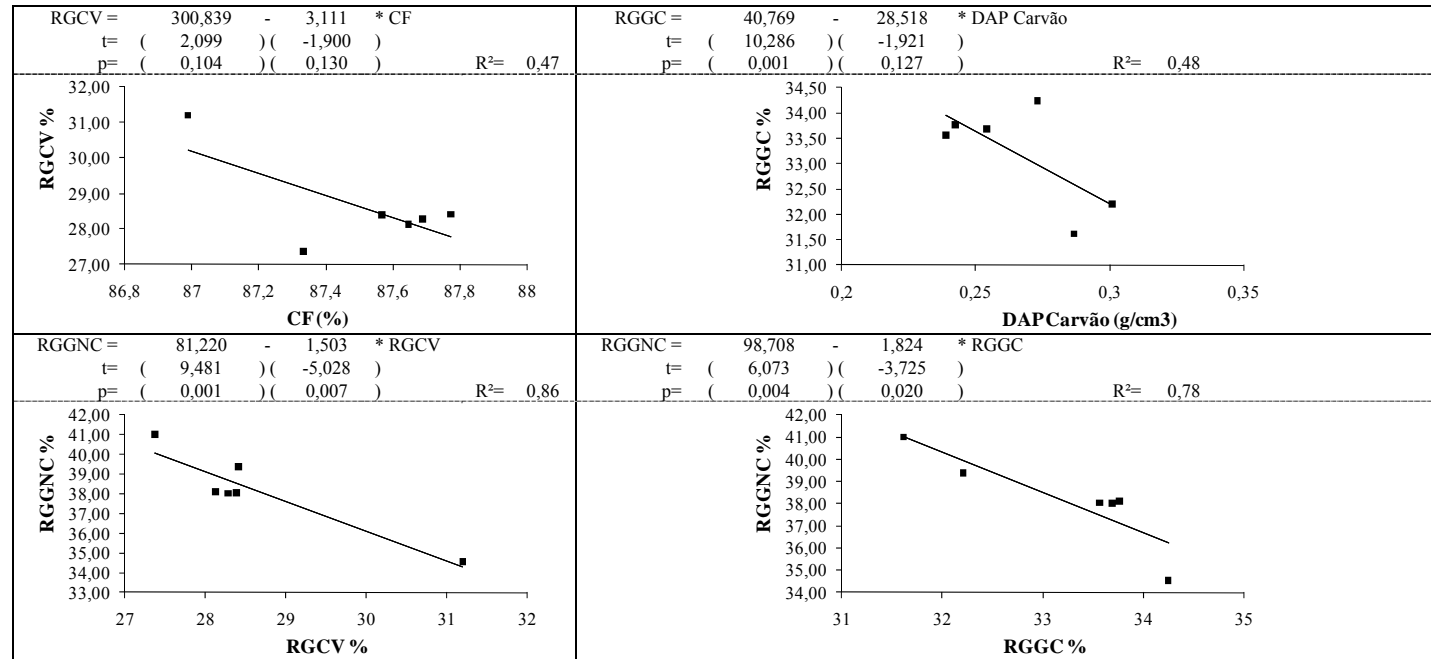 RGCV = 300,839 - 3,111 * CF
t= ( 2,099 ) ( -1,900 )
p= ( 0,104 ) ( 0,130 ) R²= 0,47
32,00
31,00
30,00
29,00
28,00
27,00
RGCV %
86,8 87 87,2 87,4 87,6 87,8 88
CF (%)
RGGC = 40,769 - 28,518 * DAP Carvão
t= ( 10,286 ) ( -1,921 )
p= ( 0,001 ) ( 0,127 ) R²= 0,48
34,50
34,00
33,50
33,00
32,50
32,00
31,50
31,00
RGGC %
0,2 0,25 0,3 0,35
DAP Carvão (g/cm3)
RGGNC = 81,220 - 1,503 * RGCV
t= ( 9,481 ) ( -5,028 )
p= ( 0,001 ) ( 0,007 ) R²= 0,86
42,00
41,00
40,00
39,00
38,00
37,00
36,00
35,00
34,00
33,00
RGGNC %
27 28 29 30 31 32
RGCV %
RGGNC = 98,708 - 1,824 * RGGC
t= ( 6,073 ) ( -3,725 )
p= ( 0,004 ) ( 0,020 ) R²= 0,78
42,00
41,00
40,00
39,00
38,00
37,00
36,00
35,00
34,00
RGGNC %
31 32 33 34 35
RGGC %